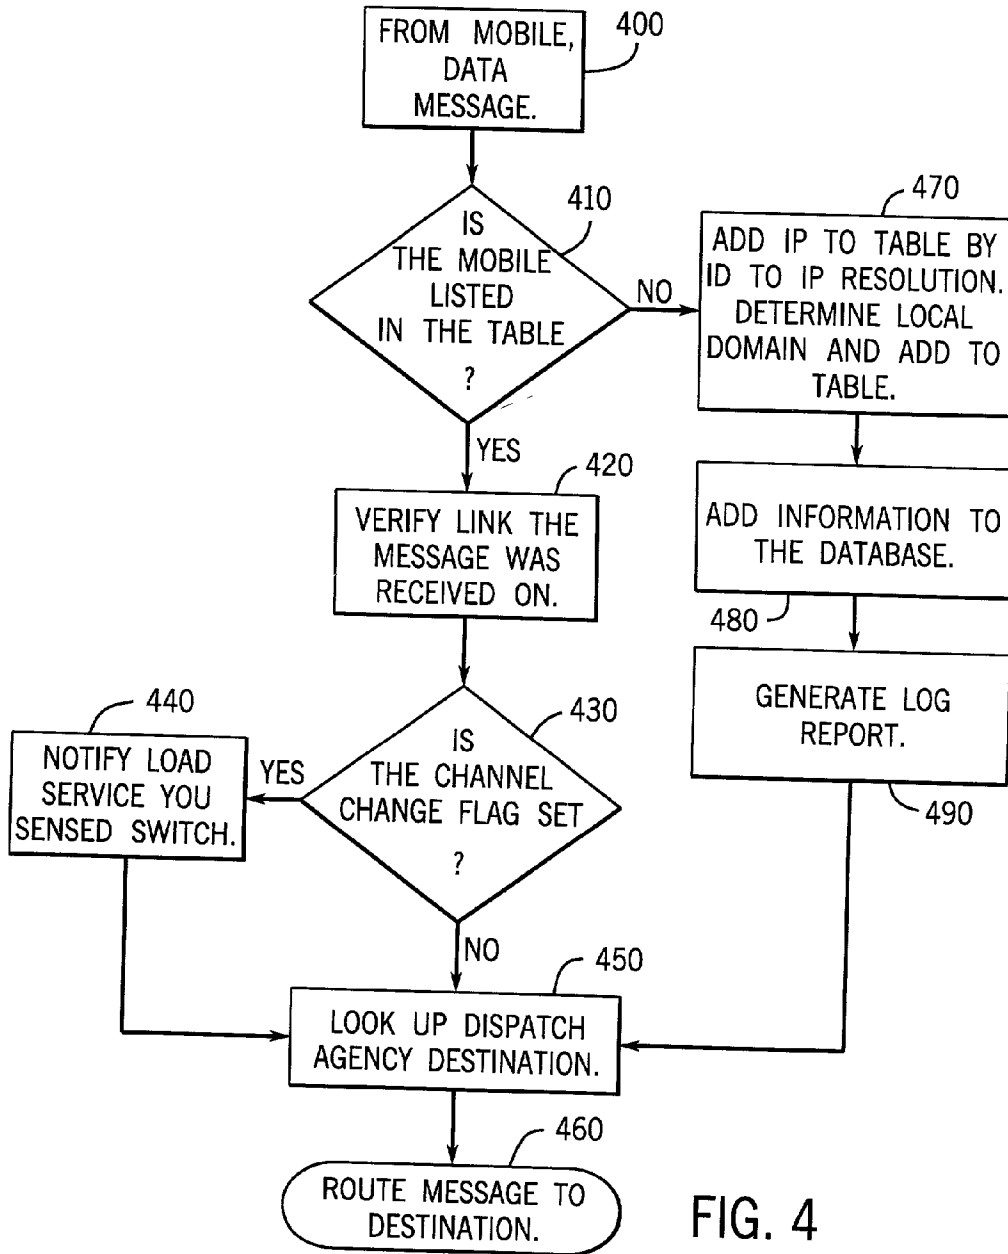 FROM MOBILE,
DATA
MESSAGE.
400
IS
THE MOBILE
LISTED
IN THE TABLE
?
410
NO
YES
470
ADD IP TO TABLE BY
ID TO IP RESOLUTION.
DETERMINE LOCAL
DOMAIN AND ADD TO
TABLE.
420
VERIFY LINK THE
MESSAGE WAS
RECEIVED ON.
ADD INFORMATION TO
THE DATABASE.
480
430
IS
THE CHANNEL
CHANGE FLAG SET
?
YES
NO
440
NOTIFY LOAD
SERVICE YOU
SENSED SWITCH.
GENERATE LOG
REPORT.
490
450
LOOK UP DISPATCH
AGENCY DESTINATION.
460
ROUTE MESSAGE TO
DESTINATION.
FIG. 4